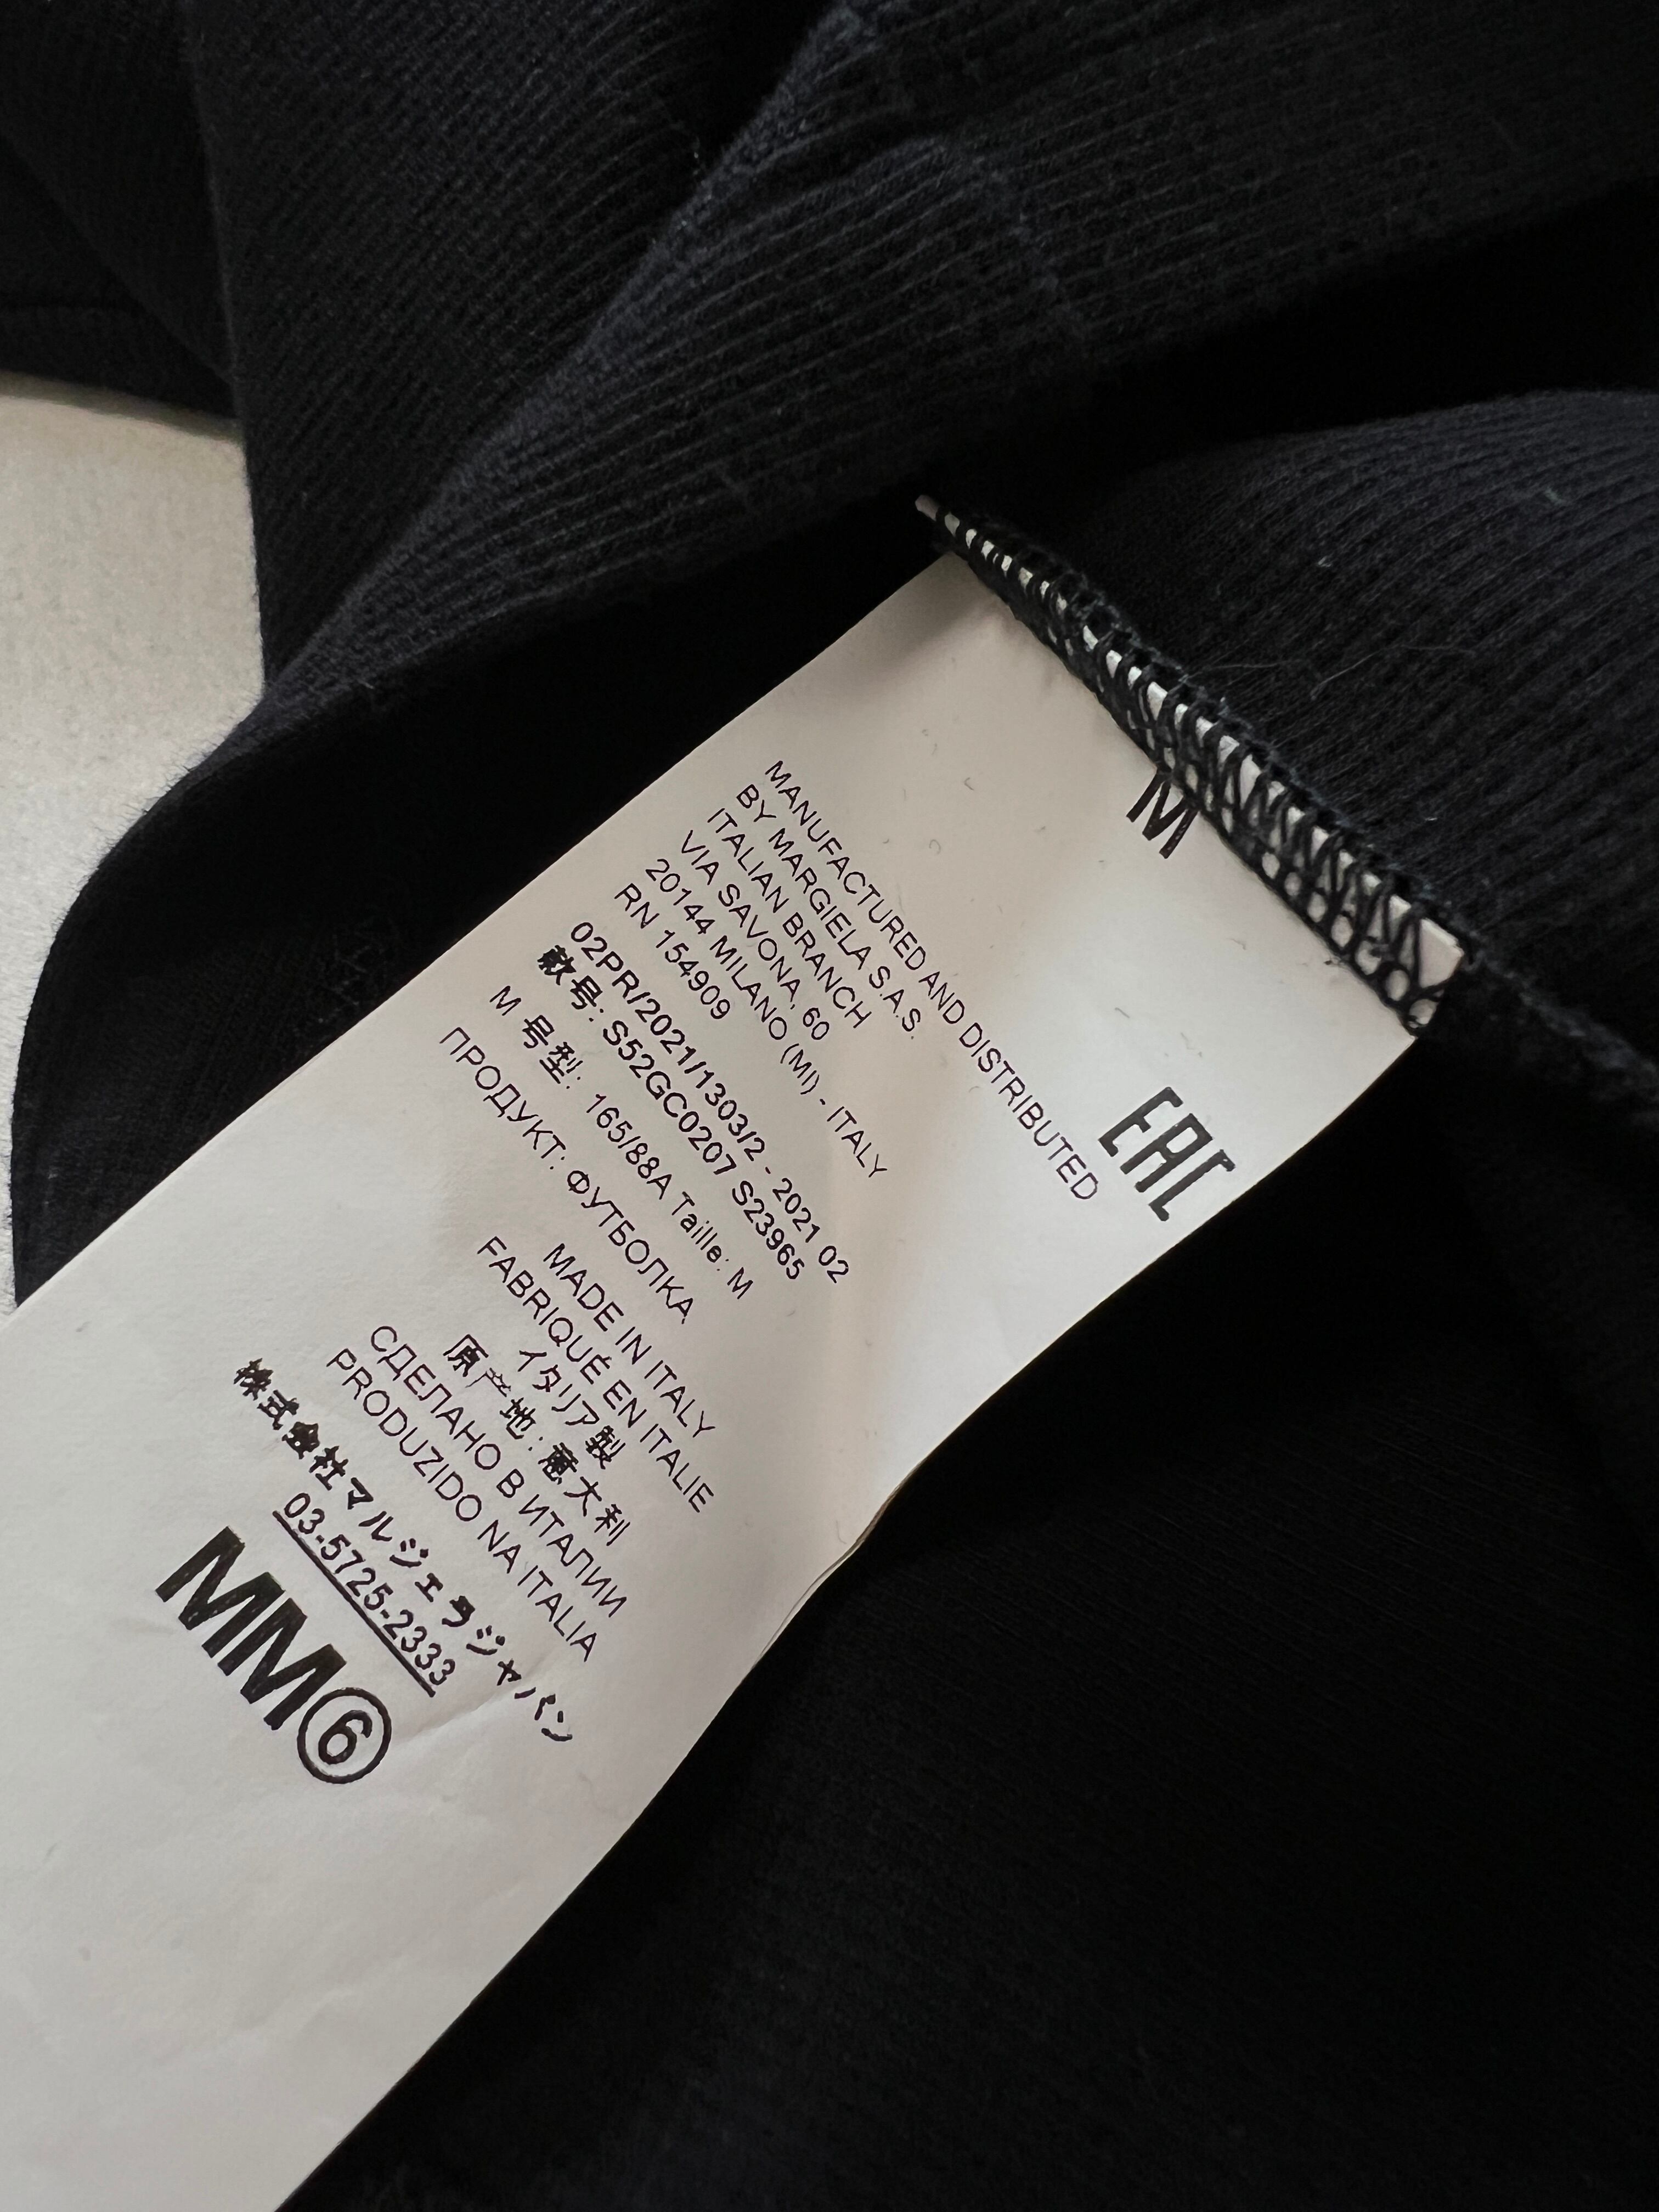 M
EAC
MANUFACTURED AND DISTRIBUTED
BY MARGIELA S.A.S.
ITALIAN BRANCH
VIA SAVONA, 60
20144 MILANO (MI) - ITALY
RN 154909
02PR/2021/1303/2 - 2021 02
款号: S52GC0207 S23965
M 号型: 165/88A Taille: M
ПРОДУКТ: ФУТБОЛКА
MADE IN ITALY
FABRIQUÉ EN ITALIE
イタリア製
原产地: 意大利
СДЕЛАНО В ИТАЛИИ
PRODUZIDO NA ITALIA
株式会社マルジェラジャパン
03-5725-2333
MM⑥